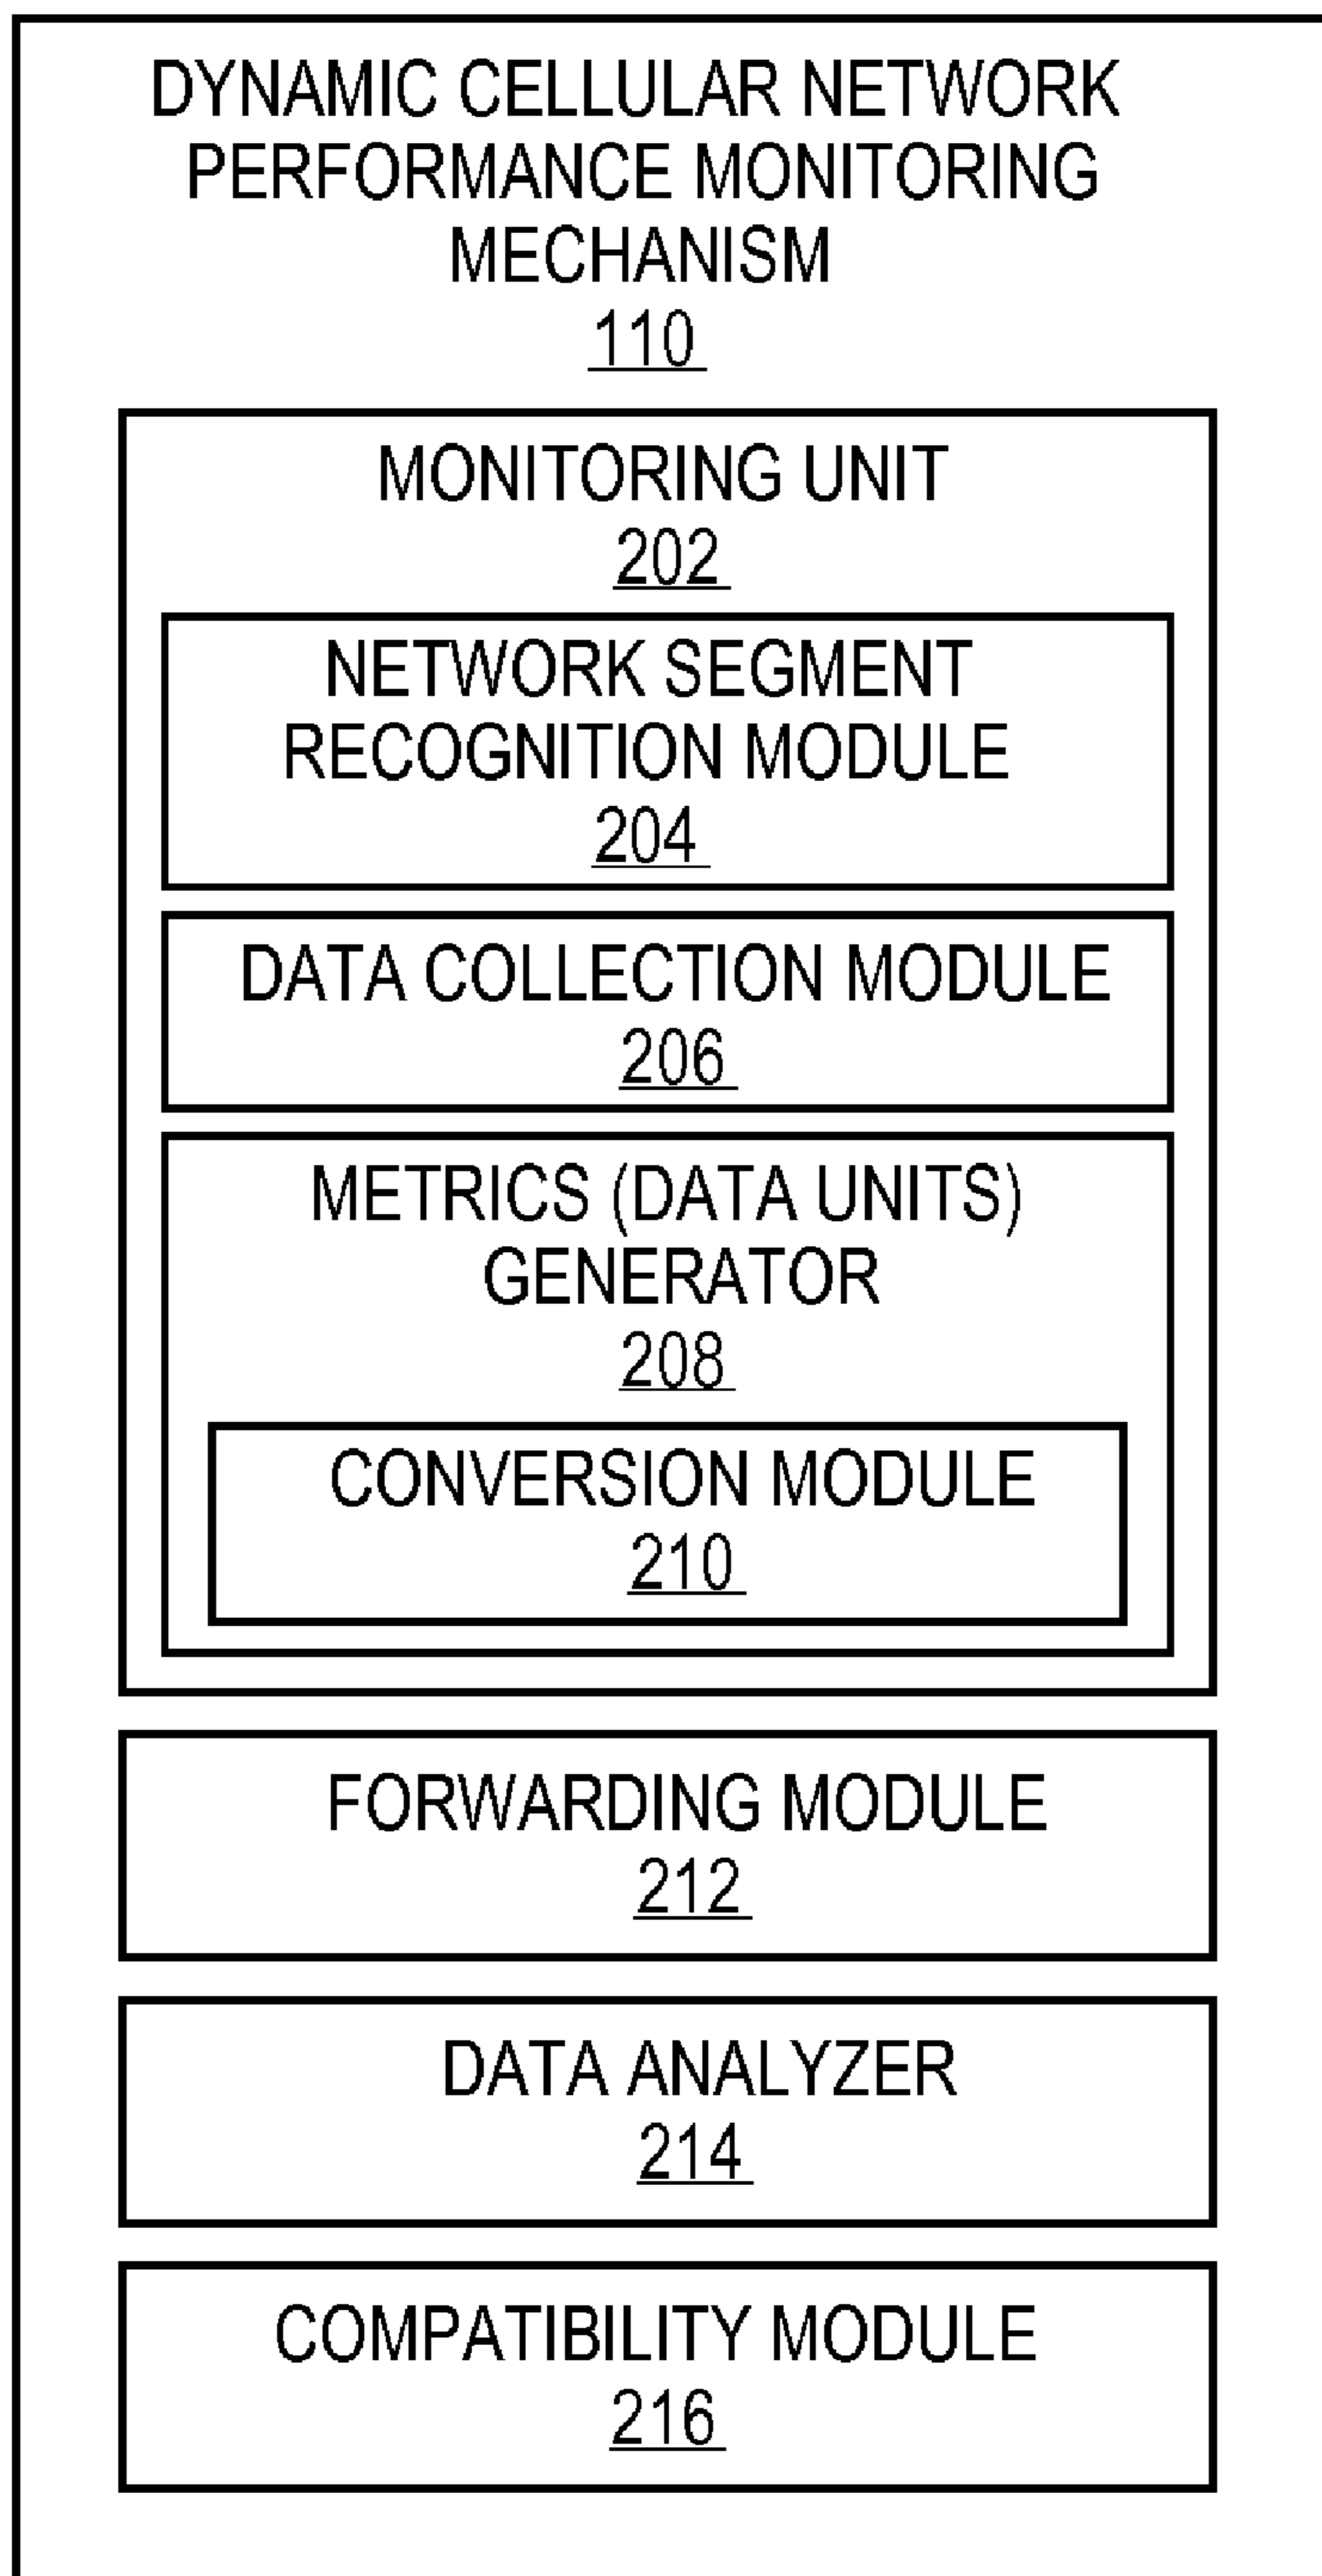 DYNAMIC CELLULAR NETWORK
PERFORMANCE MONITORING
MECHANISM
110
MONITORING UNIT
202
NETWORK SEGMENT
RECOGNITION MODULE
204
DATA COLLECTION MODULE
206
METRICS (DATA UNITS)
GENERATOR
208
CONVERSION MODULE
210
FORWARDING MODULE
212
DATA ANALYZER
214
COMPATIBILITY MODULE
216